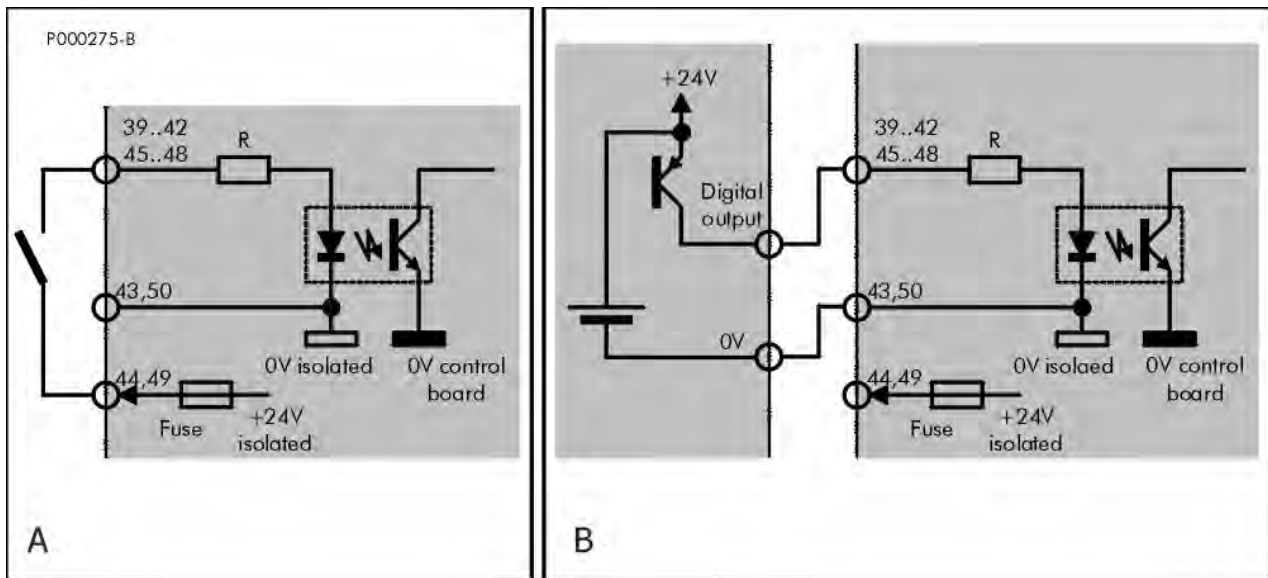 P000275-B
39..42
45..48
R
43,50
0V isolated
0V control
board
44,49
Fuse
+24V
isolated
A
+24V
Digital
output
0V
39..42
45..48
R
43,50
0V isolaed
0V control
board
44,49
Fuse
+24V
isolated
B